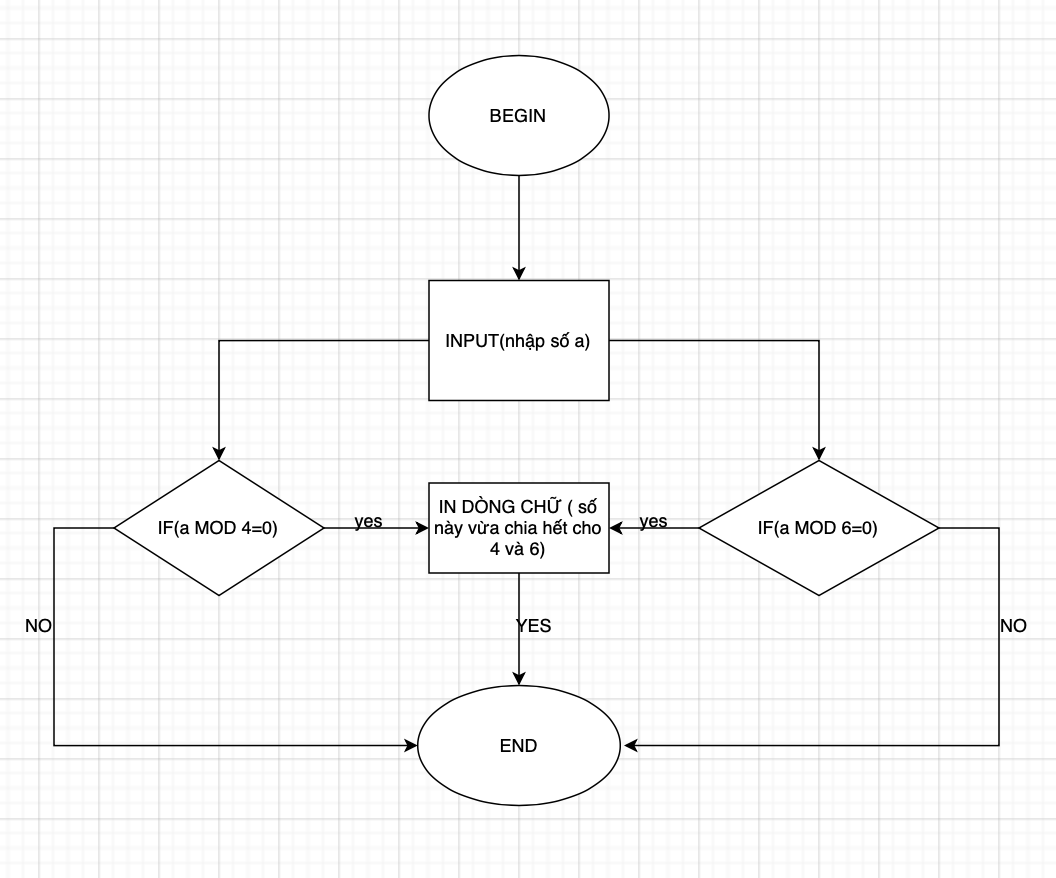 BEGIN
INPUT(nhập số a)
IF(a MOD 4=0)
yes
IN DÒNG CHỮ ( số
này vừa chia hết cho
4 và 6)
yes
IF(a MOD 6=0)
NO
YES
NO
END